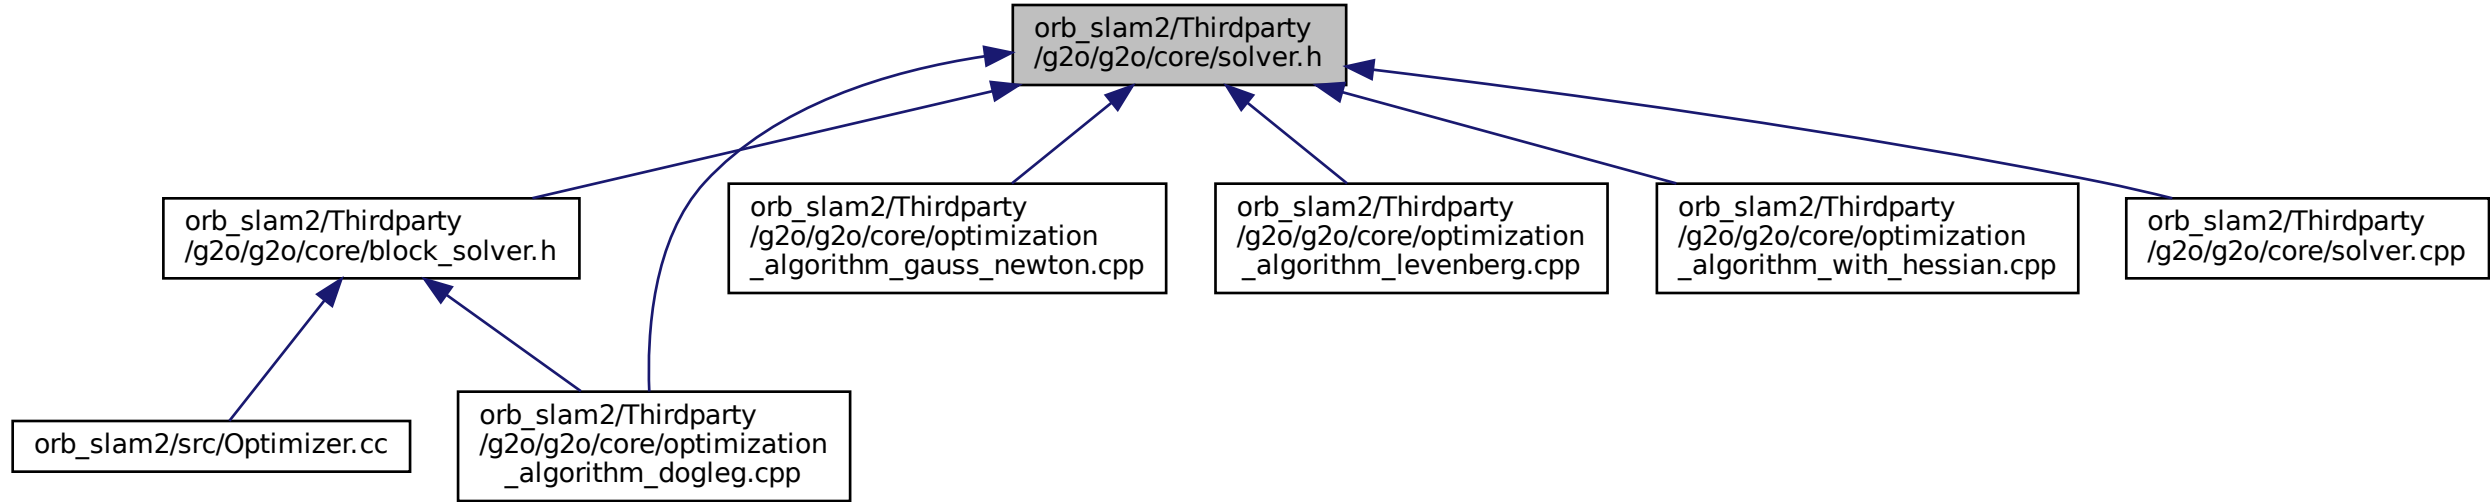 orb_slam2/Thirdparty
/g2o/g2o/core/solver.h
orb_slam2/Thirdparty
/g2o/g2o/core/block_solver.h
orb_slam2/Thirdparty
/g2o/g2o/core/optimization
_algorithm_gauss_newton.cpp
orb_slam2/Thirdparty
/g2o/g2o/core/optimization
_algorithm_levenberg.cpp
orb_slam2/Thirdparty
/g2o/g2o/core/optimization
_algorithm_with_hessian.cpp
orb_slam2/Thirdparty
/g2o/g2o/core/solver.cpp
orb_slam2/src/Optimizer.cc
orb_slam2/Thirdparty
/g2o/g2o/core/optimization
_algorithm_dogleg.cpp